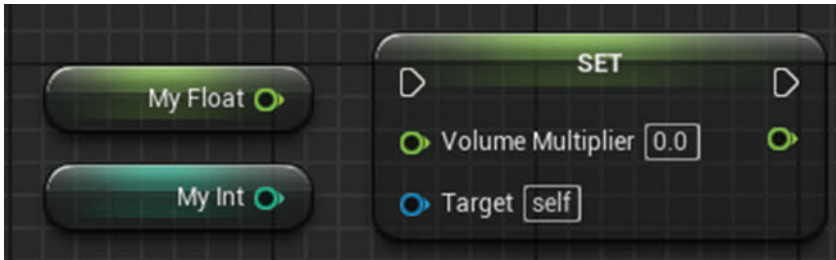 My Float
My Int
SET
Volume Multiplier 0.0
Target self